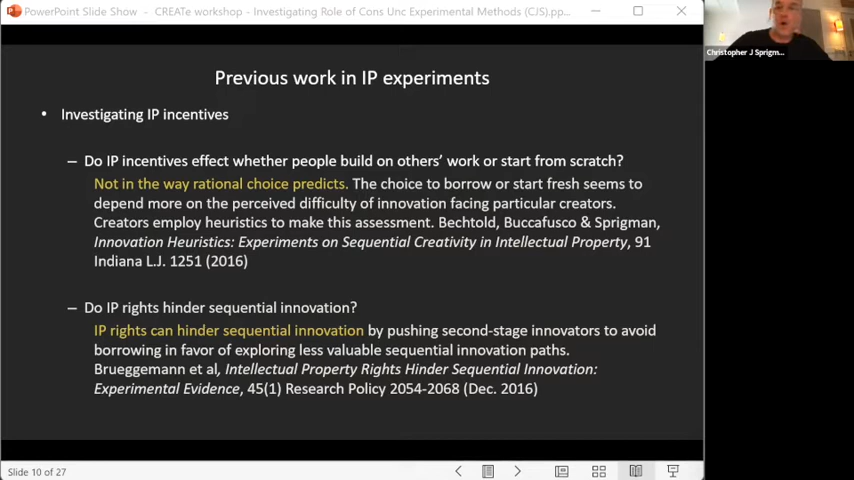 PowerPoint Slide Show - CREATe workshop - Investigating Role of Cons Unc Experimental Methods (CJS).pp...
Christopher J Sprigm...
Previous work in IP experiments
• Investigating IP incentives
– Do IP incentives effect whether people build on others' work or start from scratch?
Not in the way rational choice predicts. The choice to borrow or start fresh seems to
depend more on the perceived difficulty of innovation facing particular creators.
Creators employ heuristics to make this assessment. Bechtold, Buccafusco & Sprigman,
Innovation Heuristics: Experiments on Sequential Creativity in Intellectual Property, 91
Indiana L.J. 1251 (2016)
– Do IP rights hinder sequential innovation?
IP rights can hinder sequential innovation by pushing second-stage innovators to avoid
borrowing in favor of exploring less valuable sequential innovation paths.
Brueggemann et al, Intellectual Property Rights Hinder Sequential Innovation:
Experimental Evidence, 45(1) Research Policy 2054-2068 (Dec. 2016)
Slide 10 of 27